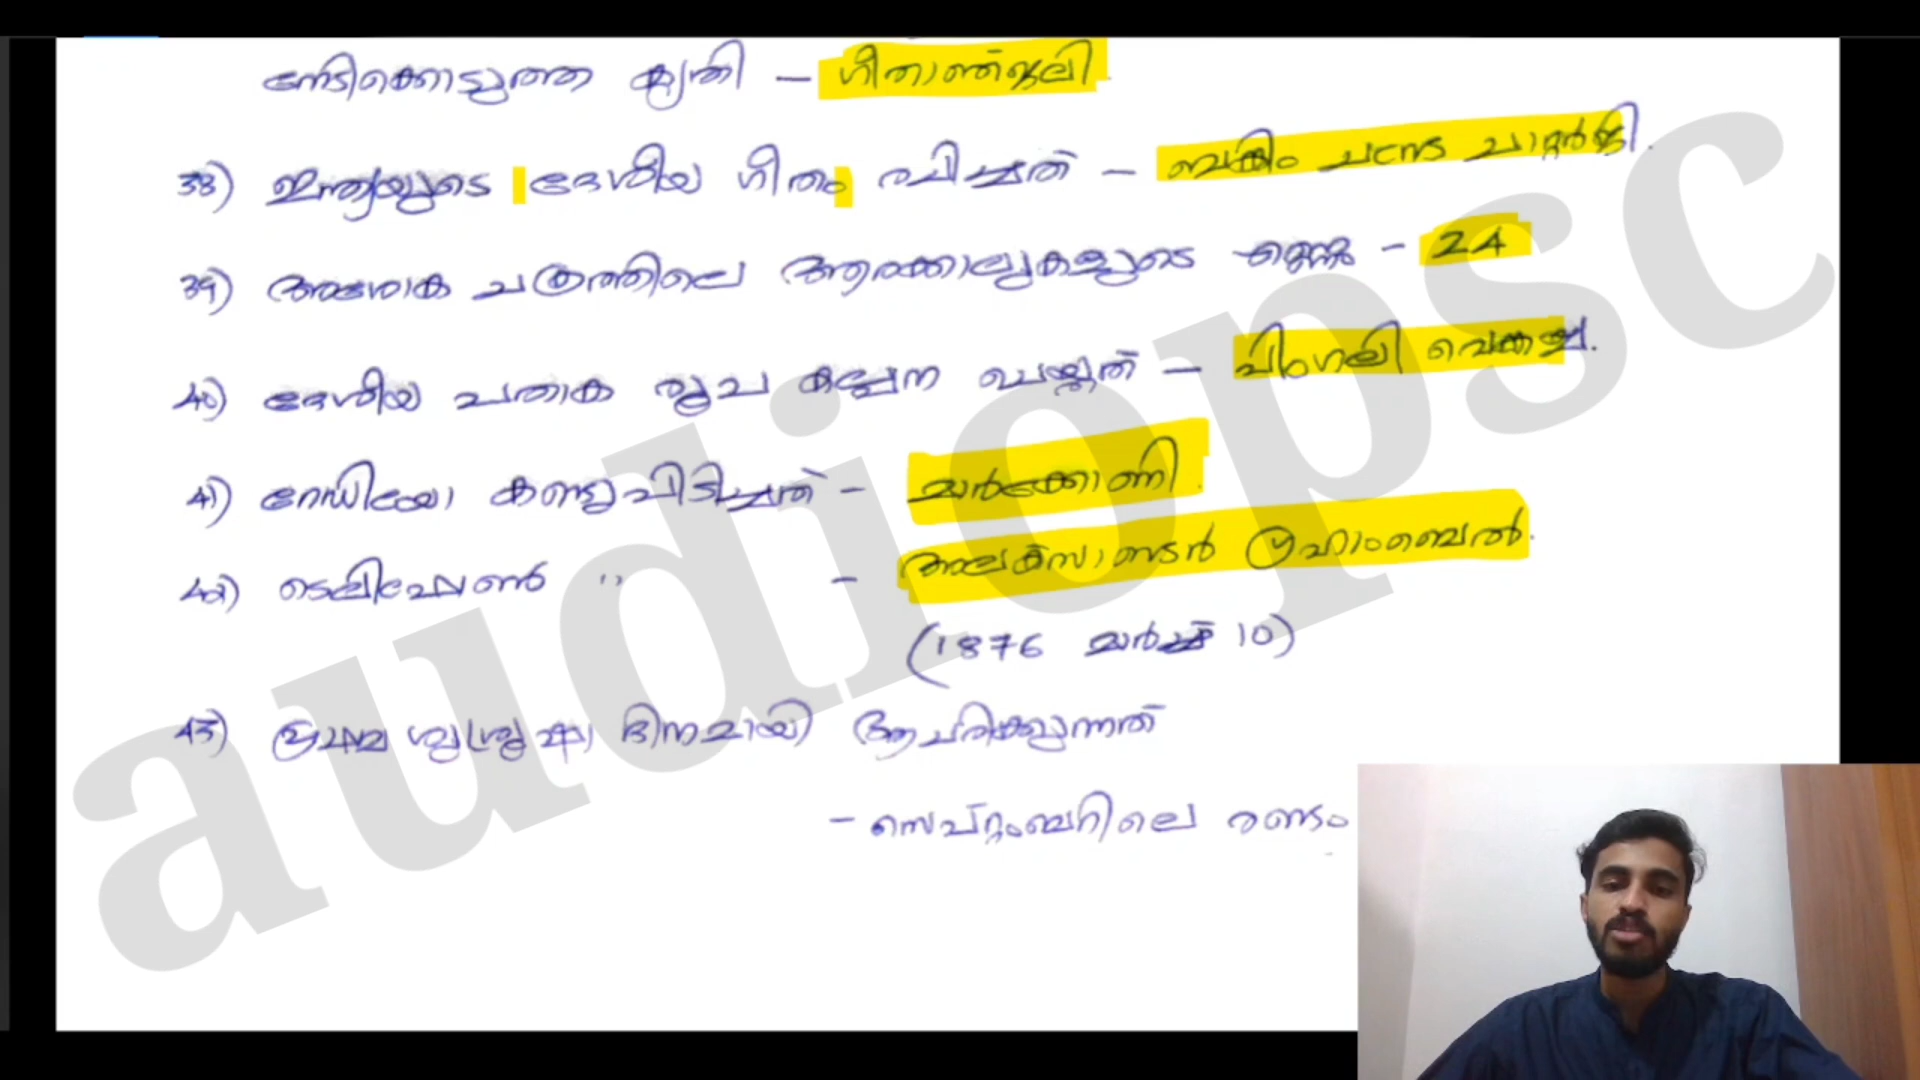 നേടിക്കൊടുത്ത കൃതി – ഗീതാഞ്ജലി.
38) ഇന്ത്യയുടെ ദേശീയ ഗീതം രചിച്ചത് – ബങ്കിം ചന്ദ്ര ചാറ്റർജി.
39) അശോക ചക്രത്തിലെ ആരക്കാലുകളുടെ എണ്ണം – 24
40) ദേശീയ പതാക രൂപ കല്പന ചെയ്തത് – പിംഗലി വെങ്കയ്യ.
41) റേഡിയോ കണ്ടുപിടിച്ചത് – മാർക്കോണി.
42) ടെലിഫോൺ " – അലക്സാണ്ടർ ഗ്രഹാംബെൽ.
(1876 മാർച്ച് 10)
43) പ്രഥമ ശുശ്രൂഷാ ദിനമായി ആചരിക്കുന്നത്
– സെപ്റ്റംബറിലെ രണ്ടാം
audiopsc